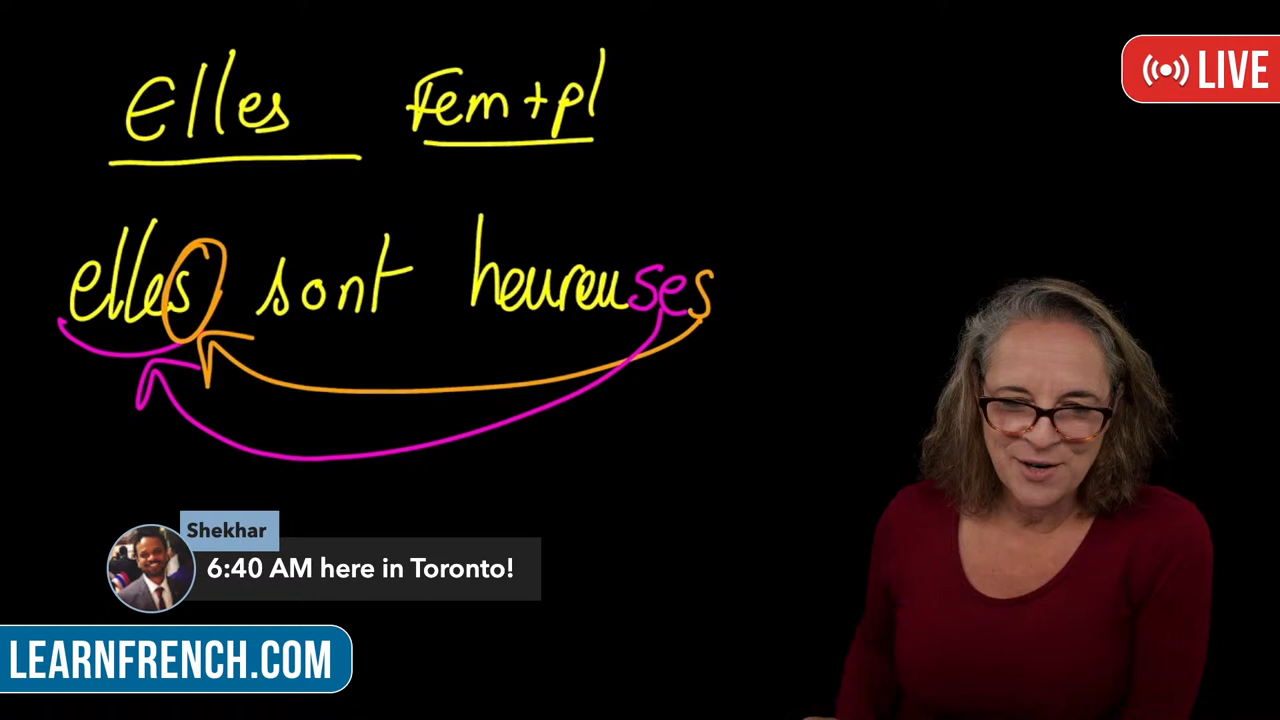 Elles Fem+pl
LIVE
elles sont heureuses
Shekhar
6:40 AM here in Toronto!
LEARNFRENCH.COM